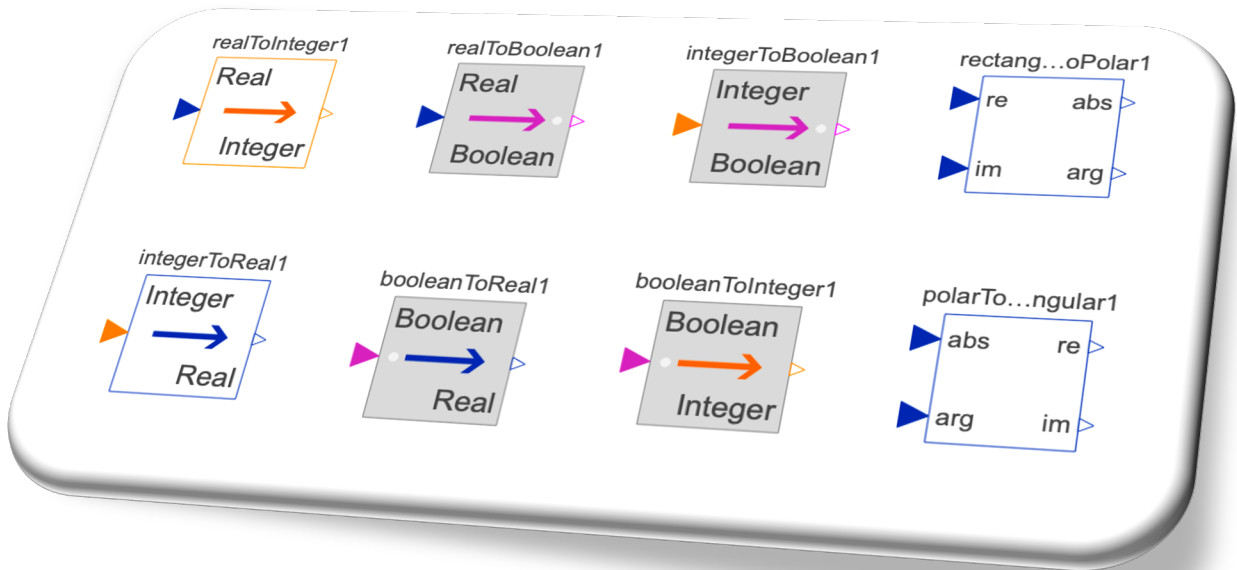 realToInteger1
Real
Integer
realToBoolean1
Real
Boolean
integerToBoolean1
Integer
Boolean
rectang…oPolar1
re abs
im arg
integerToReal1
Integer
Real
booleanToReal1
Boolean
Real
booleanToInteger1
Boolean
Integer
polarTo…ngular1
abs re
arg im